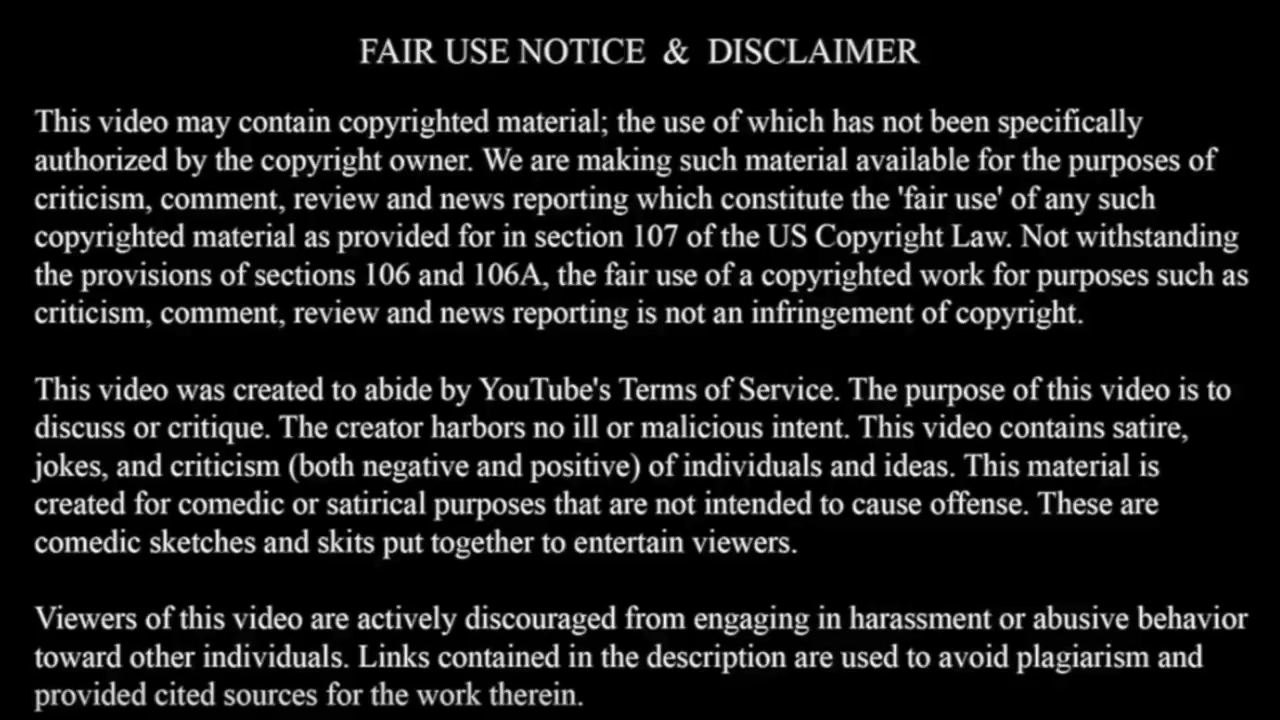 FAIR USE NOTICE & DISCLAIMER
This video may contain copyrighted material; the use of which has not been specifically
authorized by the copyright owner. We are making such material available for the purposes of
criticism, comment, review and news reporting which constitute the 'fair use' of any such
copyrighted material as provided for in section 107 of the US Copyright Law. Not withstanding
the provisions of sections 106 and 106A, the fair use of a copyrighted work for purposes such as
criticism, comment, review and news reporting is not an infringement of copyright.
This video was created to abide by YouTube's Terms of Service. The purpose of this video is to
discuss or critique. The creator harbors no ill or malicious intent. This video contains satire,
jokes, and criticism (both negative and positive) of individuals and ideas. This material is
created for comedic or satirical purposes that are not intended to cause offense. These are
comedic sketches and skits put together to entertain viewers.
Viewers of this video are actively discouraged from engaging in harassment or abusive behavior
toward other individuals. Links contained in the description are used to avoid plagiarism and
provided cited sources for the work therein.